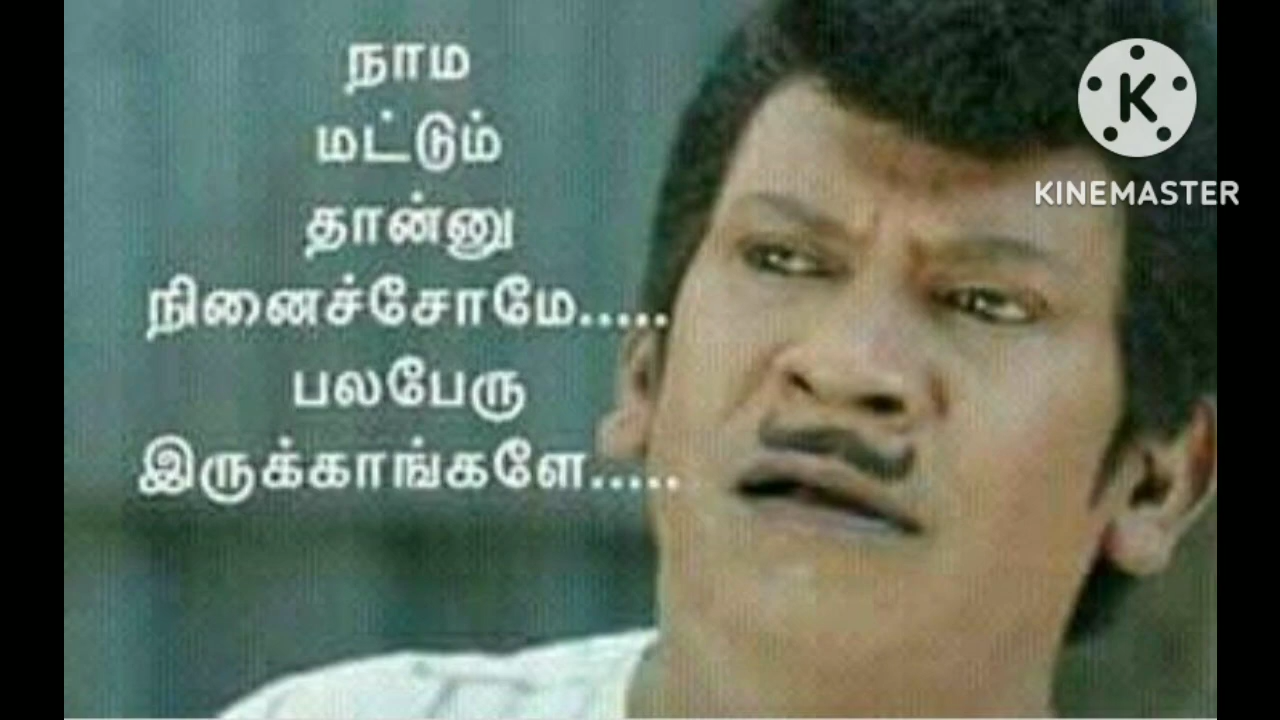 நாம
மட்டும்
தான்னு
நினைச்சோமே.....
பலபேரு
இருக்காங்களே.....
K
KINEMASTER